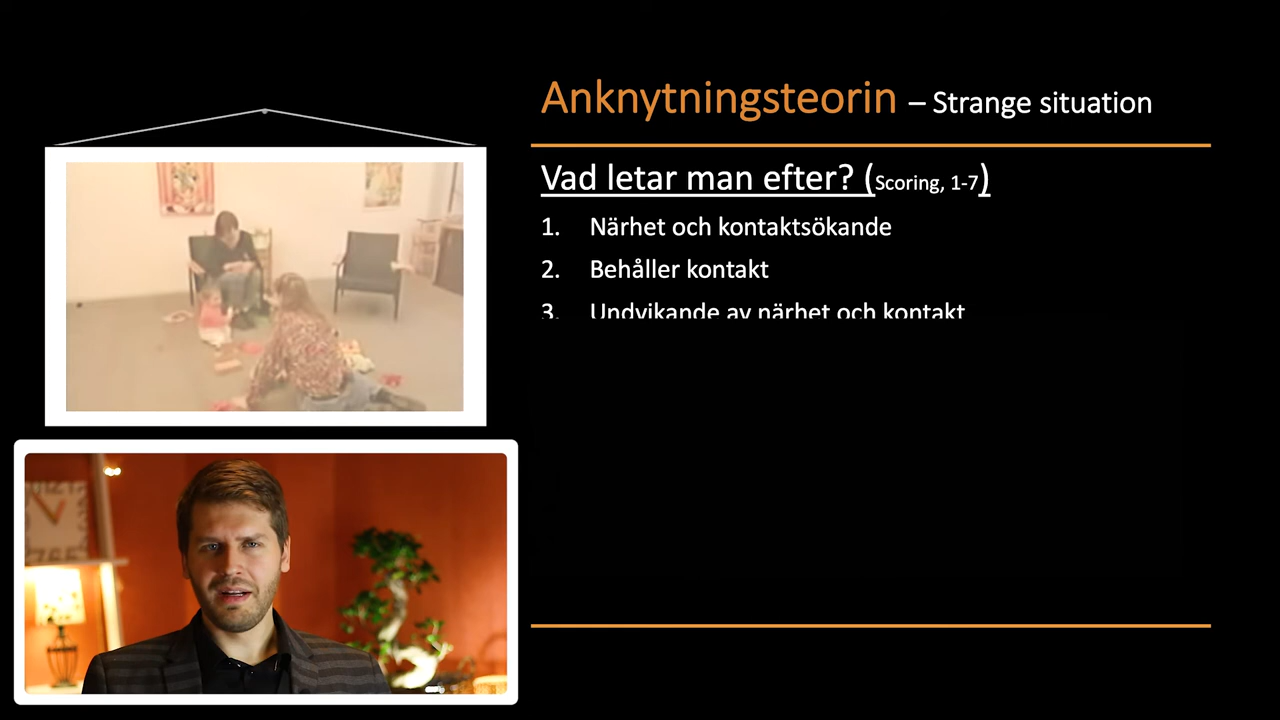 Anknytningsteorin – Strange situation
Vad letar man efter? (Scoring, 1-7)
1. Närhet och kontaktsökande
2. Behåller kontakt
3. Undvikande av närhet och kontakt